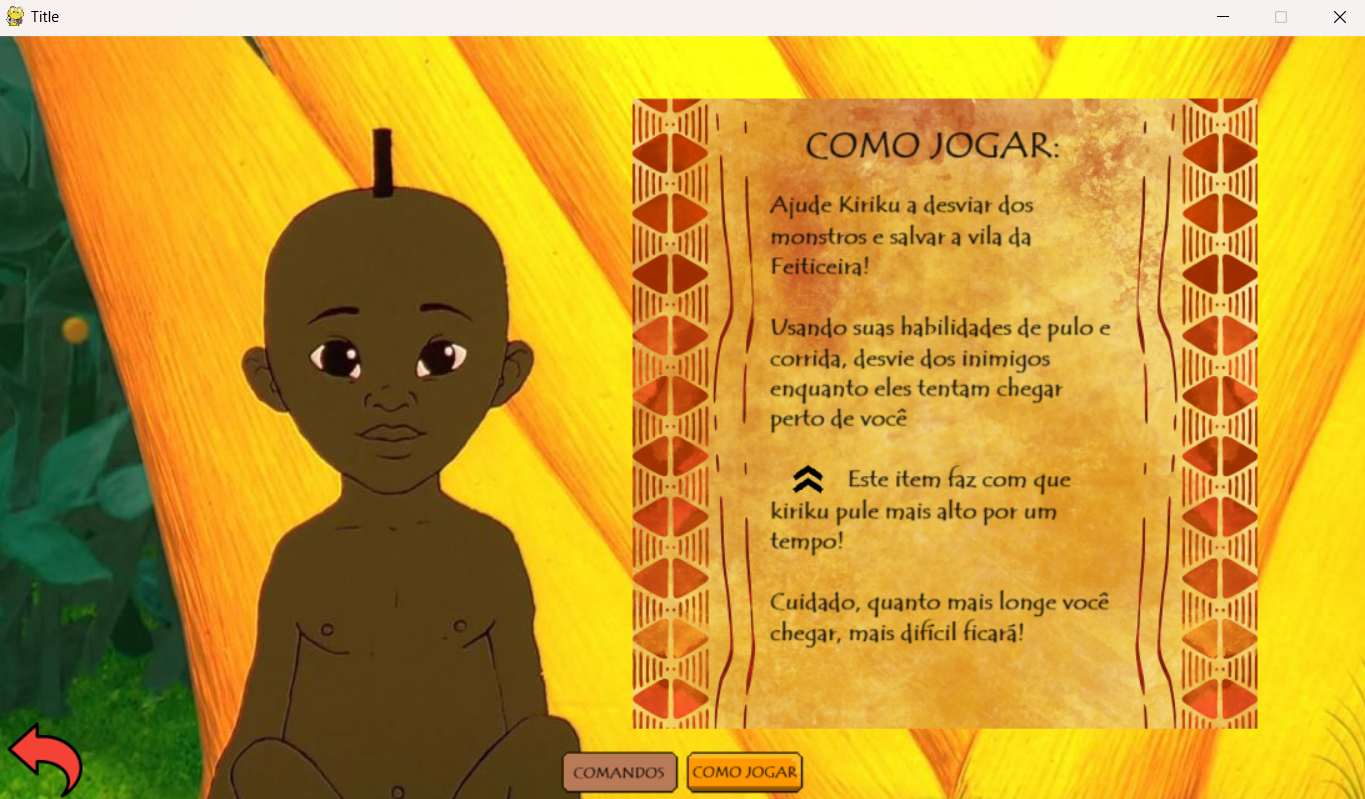 Title
COMO JOGAR:
Ajude Kiriku a desviar dos
monstros e salvar a vila da
Feiticeira!
Usando suas habilidades de pulo e
corrida, desvie dos inimigos
enquanto eles tentam chegar
perto de você
Este item faz com que
kiriku pule mais alto por um
tempo!
Cuidado, quanto mais longe você
chegar, mais difícil ficará!
COMANDOS
COMO JOGAR